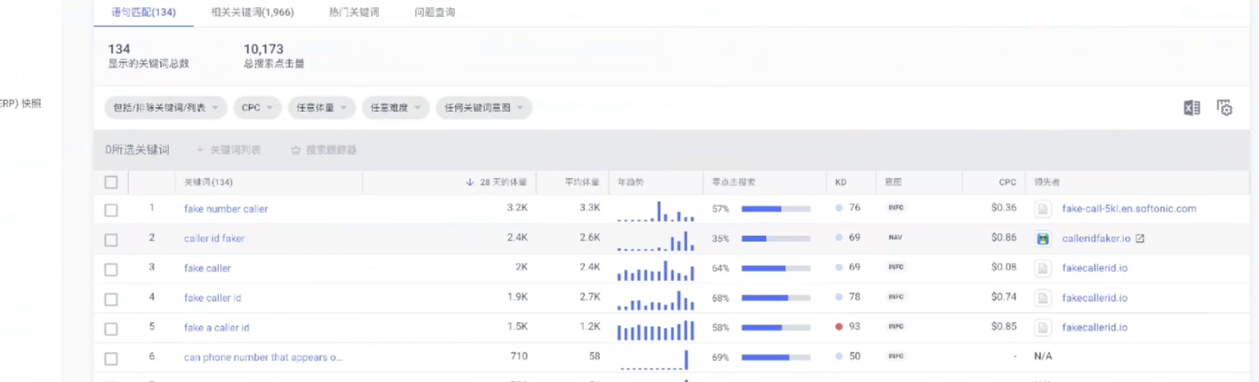 语句匹配(134) 相关关键词(1,966) 热门关键词 问题查询
134 10,173
显示的关键词总数 总搜索点击量
ERP) 快照
包括/排除关键词/列表 CPC 任意体量 任意难度 任何关键词意图
0所选关键词 + 关键词列表 搜索跟踪器
关键词(134) ↓ 28 天的体量 平均体量 年趋势 零点击搜索 KD 意图 CPC 领先者
1 fake number caller 3.2K 3.3K 57% 76 INFO $0.36 fake-call-5kl.en.softonic.com
2 caller id faker 2.4K 2.6K 35% 69 NAV $0.86 calleridfaker.io
3 fake caller 2K 2.4K 64% 69 INFO $0.08 fakecallerid.io
4 fake caller id 1.9K 2.7K 68% 78 INFO $0.74 fakecallerid.io
5 fake a caller id 1.5K 1.2K 58% 93 INFO $0.85 fakecallerid.io
6 can phone number that appears o... 710 58 69% 50 INFO - N/A